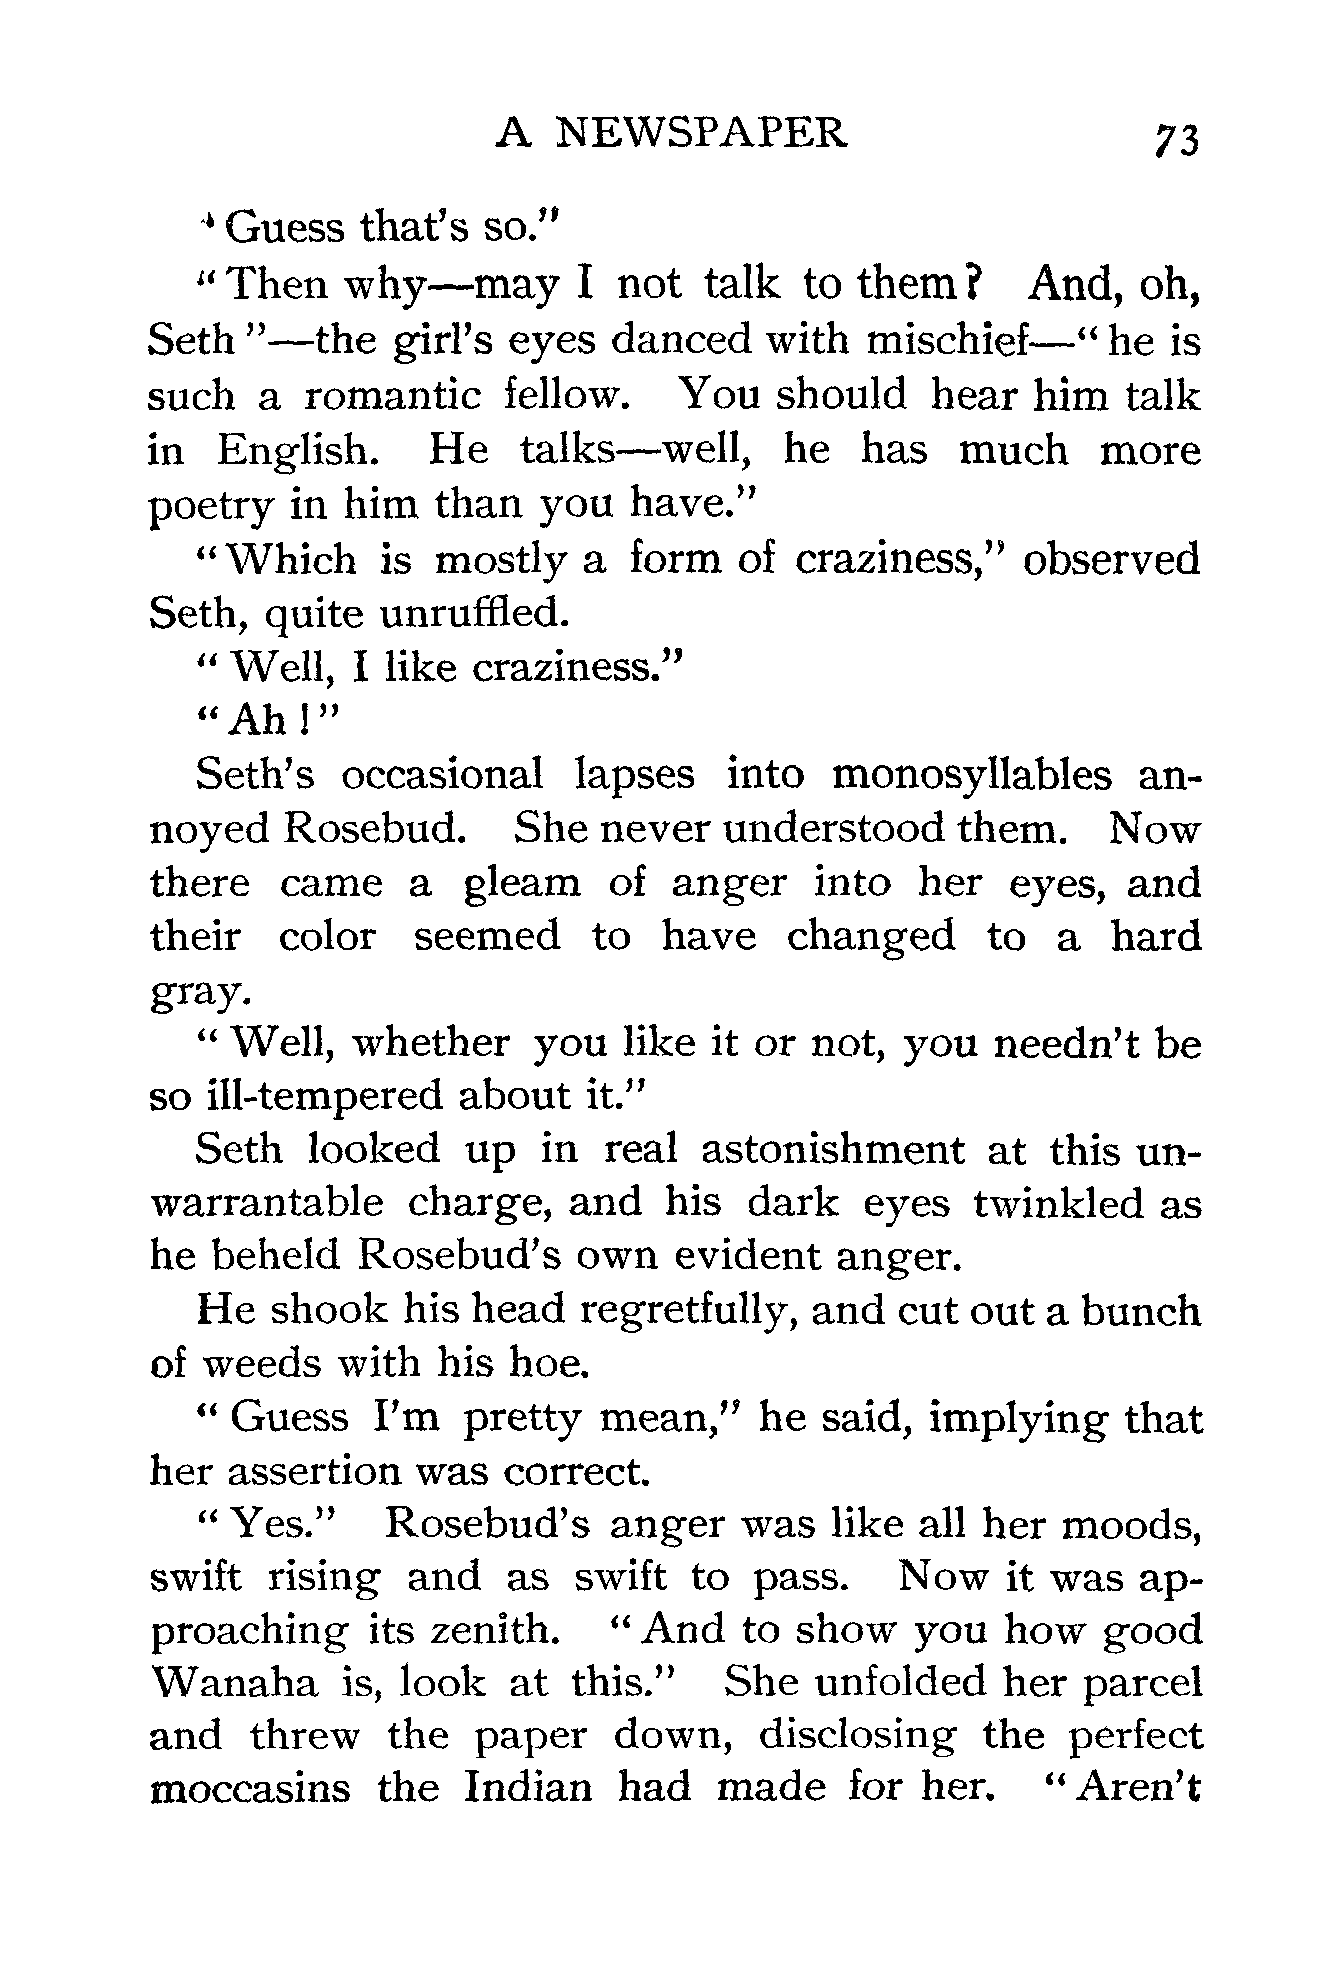 A NEWSPAPER 73
"Guess that's so."
"Then why—may I not talk to them? And, oh,
Seth"—the girl's eyes danced with mischief—"he is
such a romantic fellow. You should hear him talk
in English. He talks—well, he has much more
poetry in him than you have."
"Which is mostly a form of craziness," observed
Seth, quite unruffled.
"Well, I like craziness."
"Ah!"
Seth's occasional lapses into monosyllables an-
noyed Rosebud. She never understood them. Now
there came a gleam of anger into her eyes, and
their color seemed to have changed to a hard
gray.
"Well, whether you like it or not, you needn't be
so ill-tempered about it."
Seth looked up in real astonishment at this un-
warrantable charge, and his dark eyes twinkled as
he beheld Rosebud's own evident anger.
He shook his head regretfully, and cut out a bunch
of weeds with his hoe.
"Guess I'm pretty mean," he said, implying that
her assertion was correct.
"Yes." Rosebud's anger was like all her moods,
swift rising and as swift to pass. Now it was ap-
proaching its zenith. "And to show you how good
Wanaha is, look at this." She unfolded her parcel
and threw the paper down, disclosing the perfect
moccasins the Indian had made for her. "Aren't